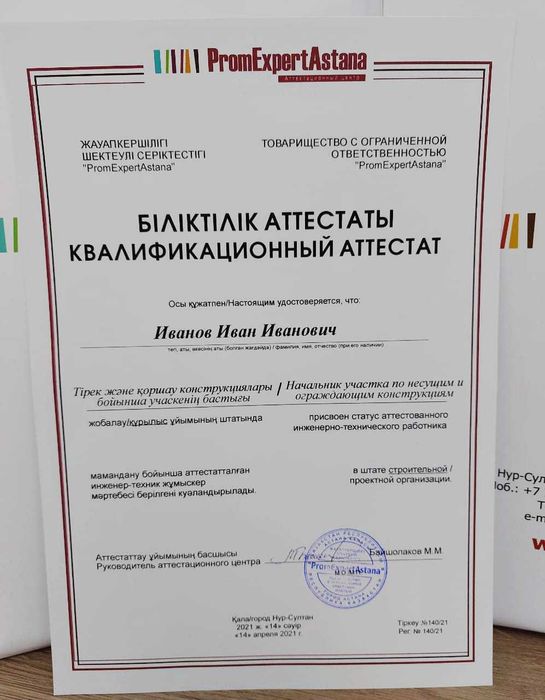 PromExpertAstana
АТТЕСТАЦИОННЫЙ ЦЕНТР
ЖАУАПКЕРШІЛІГІ
ШЕКТЕУЛІ СЕРІКТЕСТІГІ
"PromExpertAstana"
ТОВАРИЩЕСТВО С ОГРАНИЧЕННОЙ
ОТВЕТСТВЕННОСТЬЮ
"PromExpertAstana"
БІЛІКТІЛІК АТТЕСТАТЫ
КВАЛИФИКАЦИОННЫЙ АТТЕСТАТ
Осы құжатпен/Настоящим удостоверяется, что:
Иванов Иван Иванович
тегі, аты, әкесінің аты (болған жағдайда) / фамилия, имя, отчество (при его наличии)
Тірек және қоршау конструкциялары
бойынша учаскенің бастығы
/ Начальник участка по несущим и
ограждающим конструкциям
жобалау/құрылыс ұйымының штатында
присвоен статус аттестованного
инженерно-технического работника
мамандану бойынша аттестатталған
инженер-техник жұмыскер
мәртебесі берілгені куәландырылады.
в штате строительной /
проектной организации.
Аттестаттау ұйымының басшысы
Руководитель аттестационного центра
Байшолаков М.М.
"PromExpertAstana"
Қала/город Нур-Султан
2021 ж. «14» сәуір
«14» апреля 2021 г.
Тіркеу №140/21
Рег. № 140/21
Нур-Сул
Моб.: +7
e-m
w